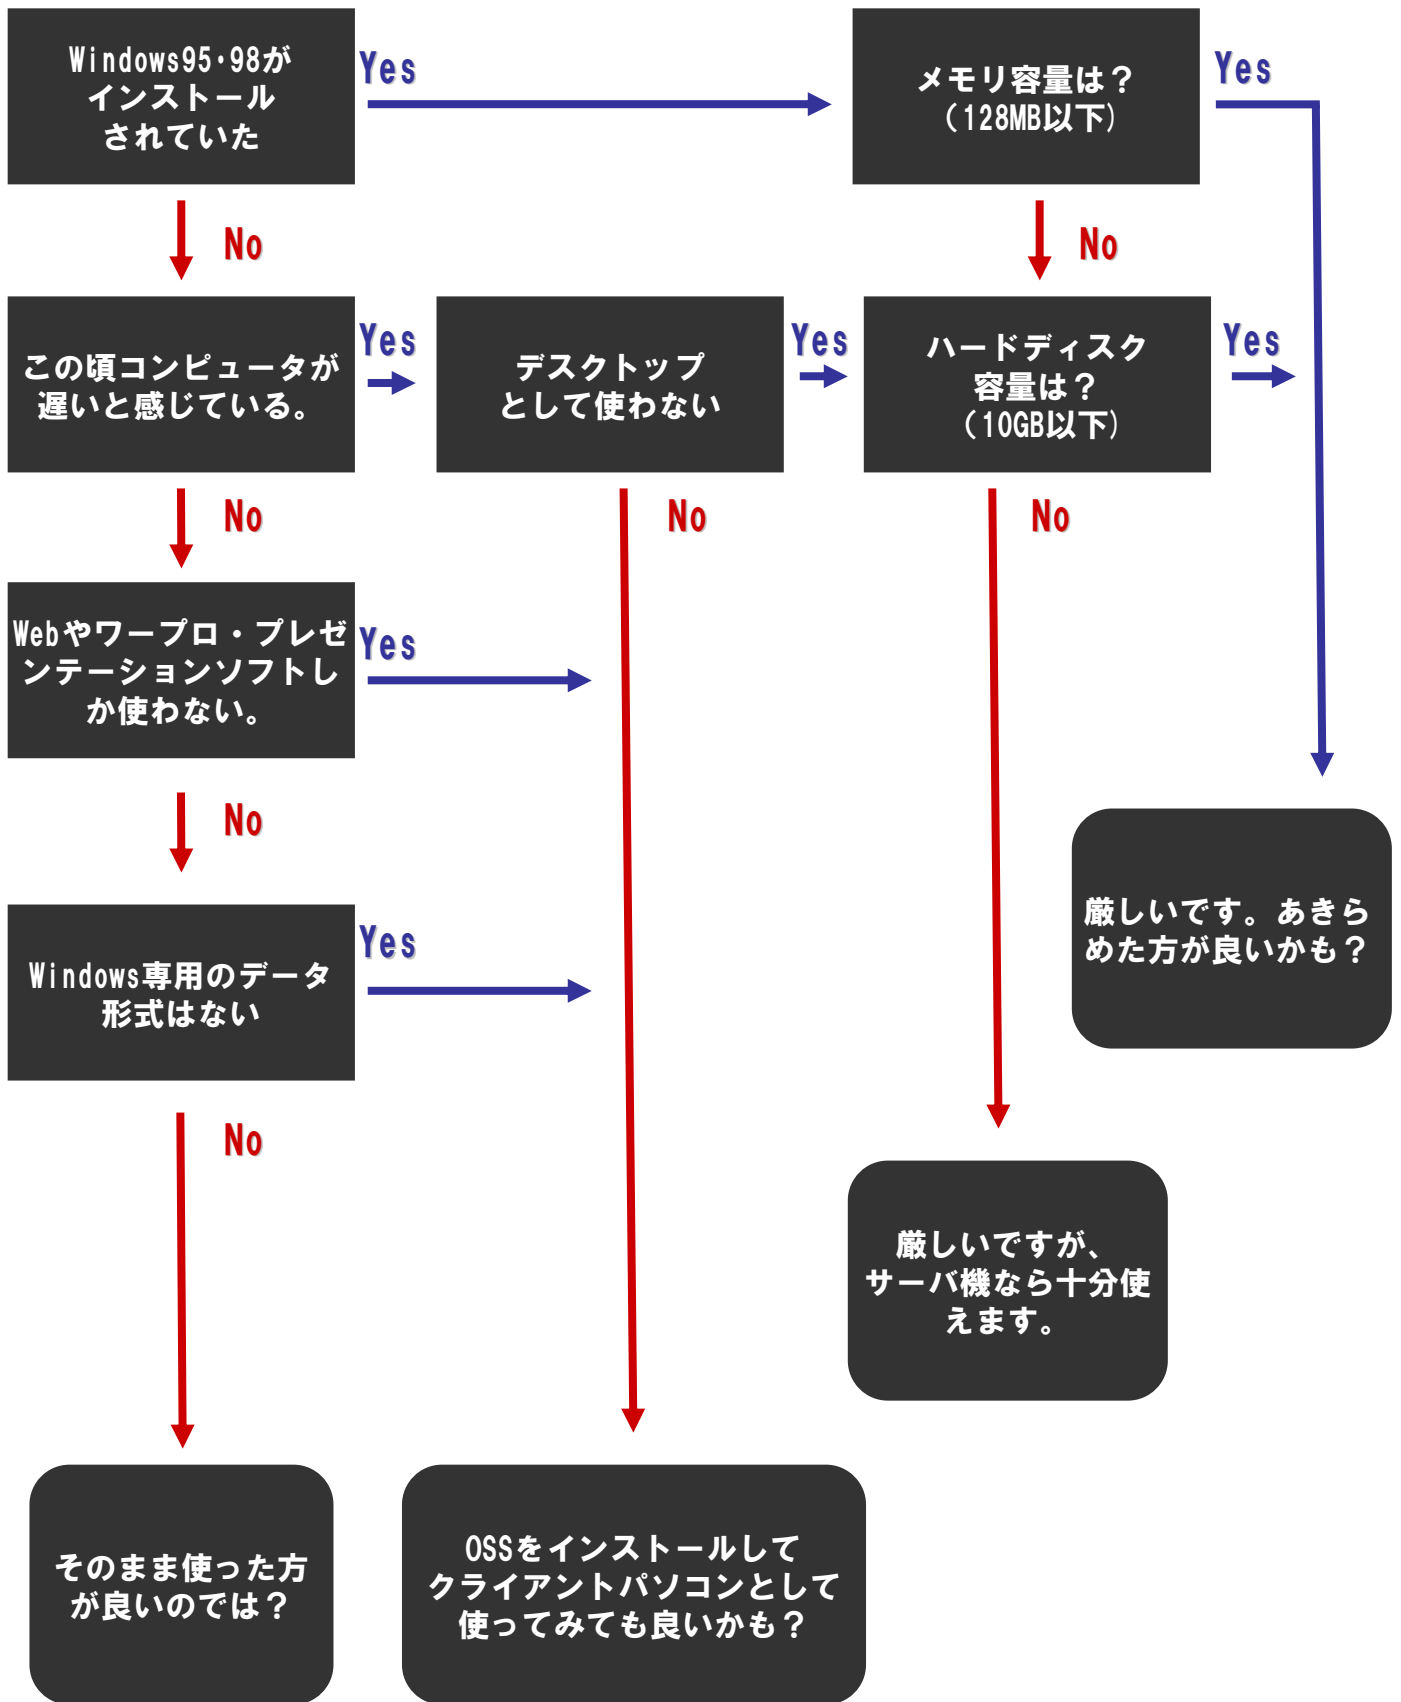 Windows95・98が
インストール
されていた
Yes
メモリ容量は？
（128MB以下)
Yes
No
No
この頃コンピュータが
遅いと感じている。
Yes
デスクトップ
として使わない
Yes
ハードディスク
容量は？
（10GB以下)
Yes
No
No
No
Webやワープロ・プレゼ
ンテーションソフトし
か使わない。
Yes
No
Windows専用のデータ
形式はない
Yes
No
厳しいです。あきら
めた方が良いかも？
厳しいですが、
サーバ機なら十分使
えます。
そのまま使った方
が良いのでは？
OSSをインストールして
クライアントパソコンとして
使ってみても良いかも？